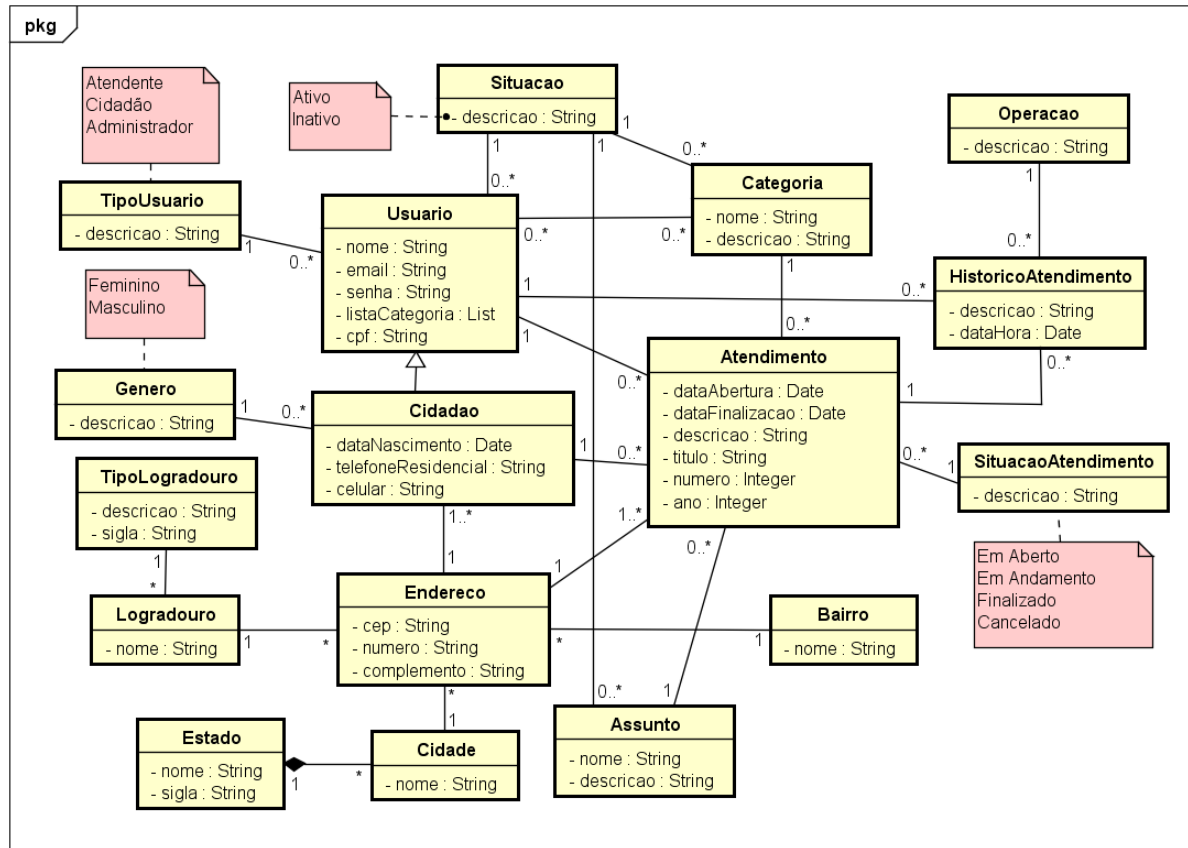 pkg
Atendente
Cidadão
Administrador
Ativo
Inativo
Situacao
- descricao : String
Operacao
- descricao : String
TipoUsuario
- descricao : String
Usuario
- nome : String
- email : String
- senha : String
- listaCategoria : List
- cpf : String
Categoria
- nome : String
- descricao : String
HistoricoAtendimento
- descricao : String
- dataHora : Date
Feminino
Masculino
Genero
- descricao : String
Cidadao
- dataNascimento : Date
- telefoneResidencial : String
- celular : String
Atendimento
- dataAbertura : Date
- dataFinalizacao : Date
- descricao : String
- titulo : String
- numero : Integer
- ano : Integer
SituacaoAtendimento
- descricao : String
Em Aberto
Em Andamento
Finalizado
Cancelado
TipoLogradouro
- descricao : String
- sigla : String
Logradouro
- nome : String
Endereco
- cep : String
- numero : String
- complemento : String
Bairro
- nome : String
Estado
- nome : String
- sigla : String
Cidade
- nome : String
Assunto
- nome : String
- descricao : String
1
0..*
1
0..*
1
0..*
1
0..*
0..*
0..*
1
0..*
1
0..*
1
0..*
1
0..*
1
0..*
1
0..*
1
0..*
0..*
1
1..*
1
1..*
1
0..*
1
1
*
1
*
*
1
*
1
1
*